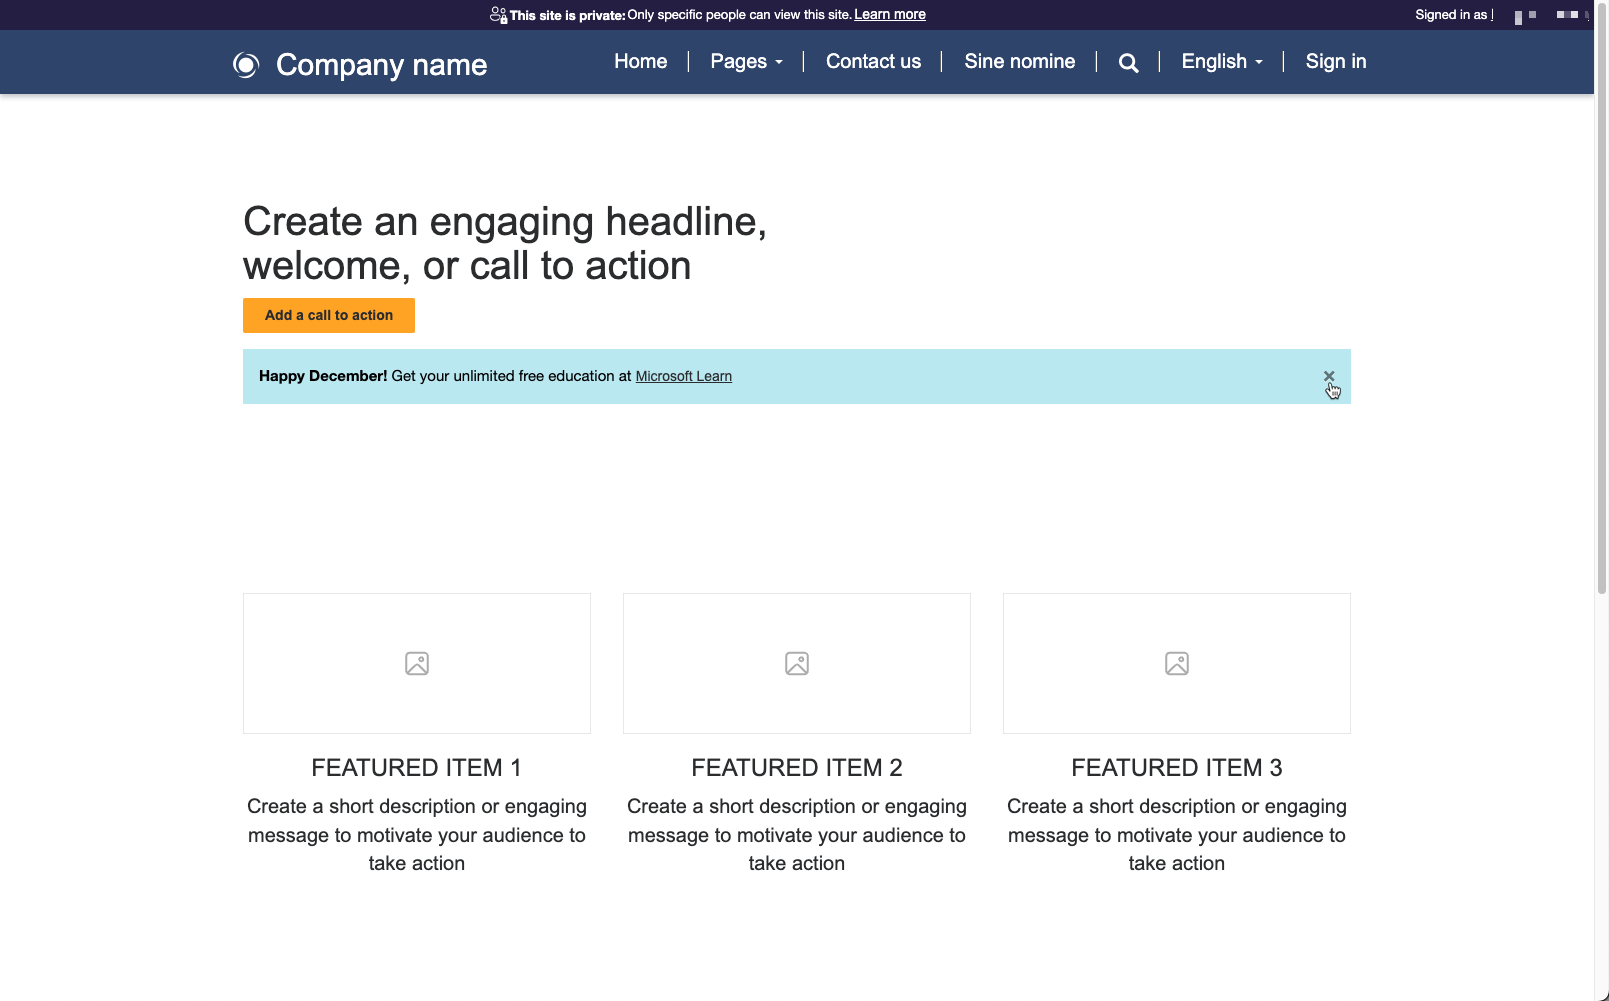 This site is private: Only specific people can view this site. Learn more
Signed in as
Company name
Home
Pages
Contact us
Sine nomine
English
Sign in
Create an engaging headline,
welcome, or call to action
Add a call to action
Happy December! Get your unlimited free education at Microsoft Learn
FEATURED ITEM 1
Create a short description or engaging
message to motivate your audience to
take action
FEATURED ITEM 2
Create a short description or engaging
message to motivate your audience to
take action
FEATURED ITEM 3
Create a short description or engaging
message to motivate your audience to
take action